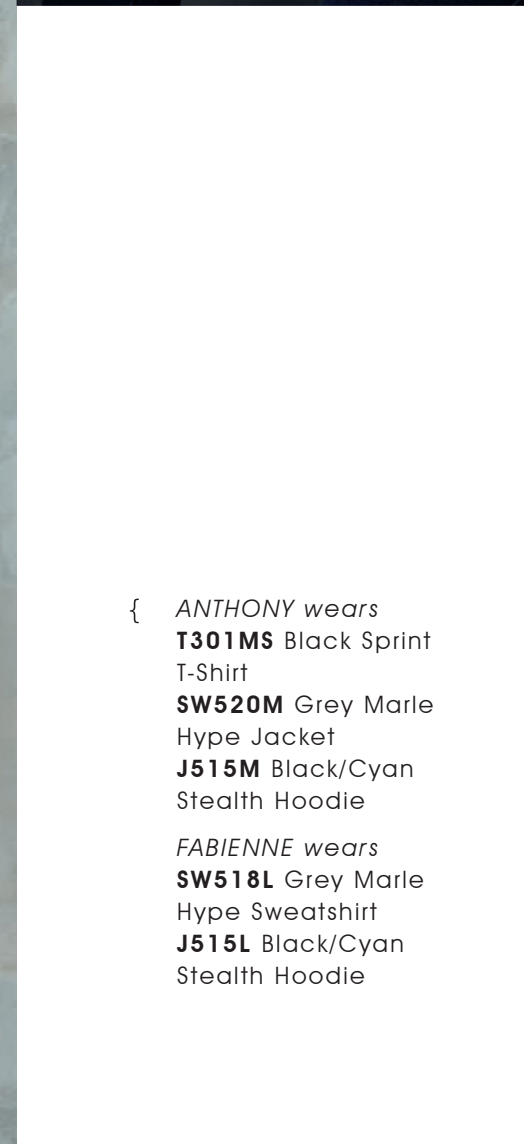 { ANTHONY wears
T301MS Black Sprint
T-Shirt
SW520M Grey Marle
Hype Jacket
J515M Black/Cyan
Stealth Hoodie
FABIENNE wears
SW518L Grey Marle
Hype Sweatshirt
J515L Black/Cyan
Stealth Hoodie